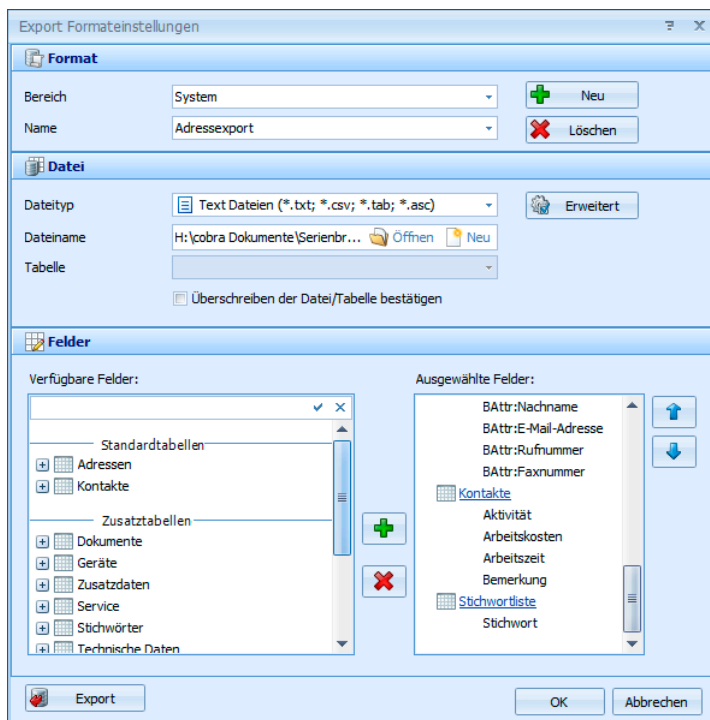 Export Formateinstellungen
Format
Bereich System Neu
Name Adressexport Löschen
Datei
Dateityp Text Dateien (*.txt; *.csv; *.tab; *.asc) Erweitert
Dateiname H:\cobra Dokumente\Serienbr... Öffnen Neu
Tabelle
Überschreiben der Datei/Tabelle bestätigen
Felder
Verfügbare Felder:
Standardtabellen
Adressen
Kontakte
Zusatztabellen
Dokumente
Geräte
Zusatzdaten
Service
Stichwörter
Technische Daten
Ausgewählte Felder:
BAttr:Nachname
BAttr:E-Mail-Adresse
BAttr:Rufnummer
BAttr:Faxnummer
Kontakte
Aktivität
Arbeitskosten
Arbeitszeit
Bemerkung
Stichwortliste
Stichwort
Export OK Abbrechen